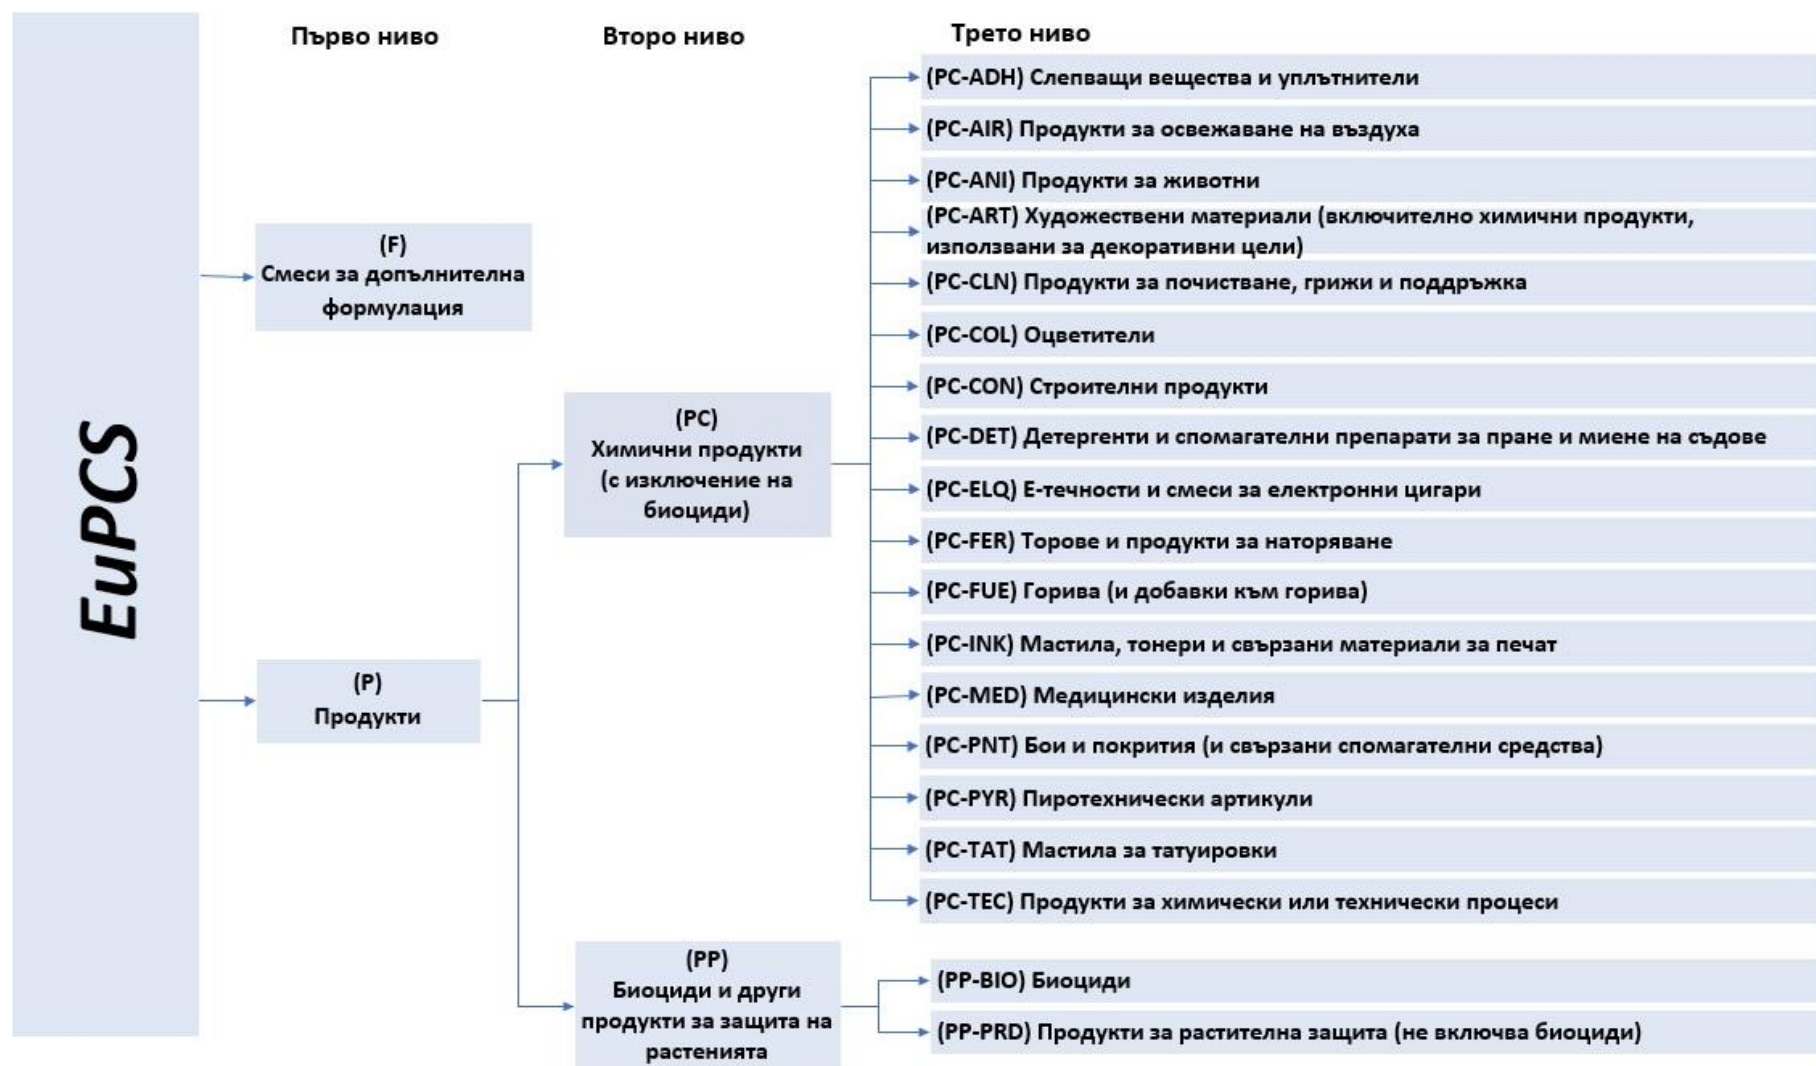 EuPCS
Първо ниво
Второ ниво
Трето ниво
(F)
Смеси за допълнителна
формулация
(P)
Продукти
(PC)
Химични продукти
(с изключение на
биоциди)
(PP)
Биоциди и други
продукти за защита на
растенията
(PC-ADH) Слепващи вещества и уплътнители
(PC-AIR) Продукти за освежаване на въздуха
(PC-ANI) Продукти за животни
(PC-ART) Художествени материали (включително химични продукти,
използвани за декоративни цели)
(PC-CLN) Продукти за почистване, грижи и поддръжка
(PC-COL) Оцветители
(PC-CON) Строителни продукти
(PC-DET) Детергенти и спомагателни препарати за пране и миене на съдове
(PC-ELQ) Е-течности и смеси за електронни цигари
(PC-FER) Торове и продукти за наторяване
(PC-FUE) Горива (и добавки към горива)
(PC-INK) Мастила, тонери и свързани материали за печат
(PC-MED) Медицински изделия
(PC-PNT) Бои и покрития (и свързани спомагателни средства)
(PC-PYR) Пиротехнически артикули
(PC-TAT) Мастила за татуировки
(PC-TEC) Продукти за химически или технически процеси
(PP-BIO) Биоциди
(PP-PRD) Продукти за растителна защита (не включва биоциди)